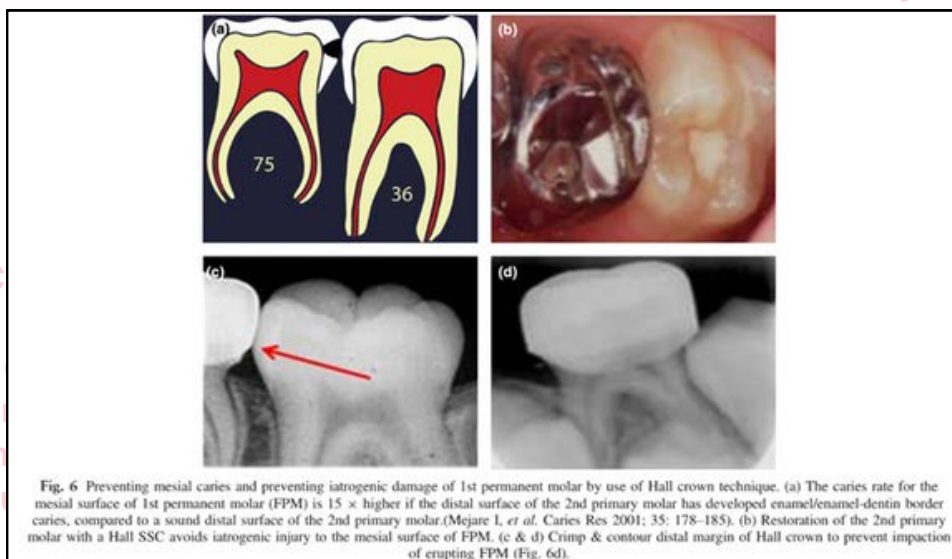 (a)
(b)
75
36
(c)
(d)
Fig. 6 Preventing mesial caries and preventing iatrogenic damage of 1st permanent molar by use of Hall crown technique. (a) The caries rate for the
mesial surface of 1st permanent molar (FPM) is 15 × higher if the distal surface of the 2nd primary molar has developed enamel/enamel-dentin border
caries, compared to a sound distal surface of the 2nd primary molar.(Mejare I, et al. Caries Res 2001; 35: 178–185). (b) Restoration of the 2nd primary
molar with a Hall SSC avoids iatrogenic injury to the mesial surface of FPM. (c & d) Crimp & contour distal margin of Hall crown to prevent impaction
of erupting FPM (Fig. 6d).